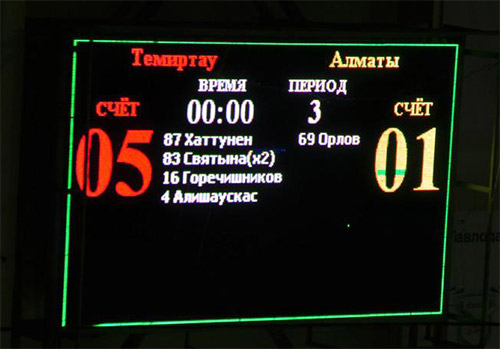 Темиртау Алматы
ВРЕМЯ ПЕРИОД
СЧЁТ 00:00 3 СЧЁТ
05 01
87 Хаттунен 69 Орлов
83 Святына(х2)
16 Горечишников
4 Алишаускас